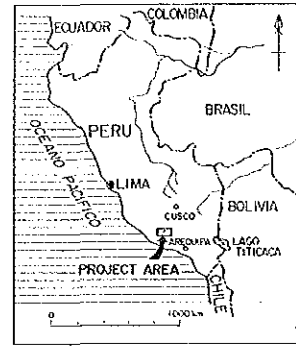 COLOMBIA
ECUADOR
BRASIL
PERU
OCEANO PACIFICO
LIMA
CUSCO
BOLIVIA
AREQUIPA
LAGO
TITICACA
PROJECT AREA
CHILE
0 1000 km